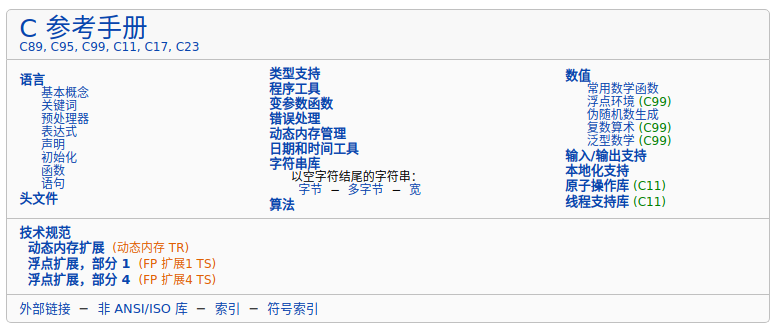 C 参考手册
C89, C95, C99, C11, C17, C23
语言
基本概念
关键词
预处理器
表达式
声明
初始化
函数
语句
头文件
类型支持
程序工具
变参数函数
错误处理
动态内存管理
日期和时间工具
字符串库
以空字符结尾的字符串：
字节 − 多字节 − 宽
算法
数值
常用数学函数
浮点环境 (C99)
伪随机数生成
复数算术 (C99)
泛型数学 (C99)
输入/输出支持
本地化支持
原子操作库 (C11)
线程支持库 (C11)
技术规范
动态内存扩展 (动态内存 TR)
浮点扩展，部分 1 (FP 扩展1 TS)
浮点扩展，部分 4 (FP 扩展4 TS)
外部链接 − 非 ANSI/ISO 库 − 索引 − 符号索引